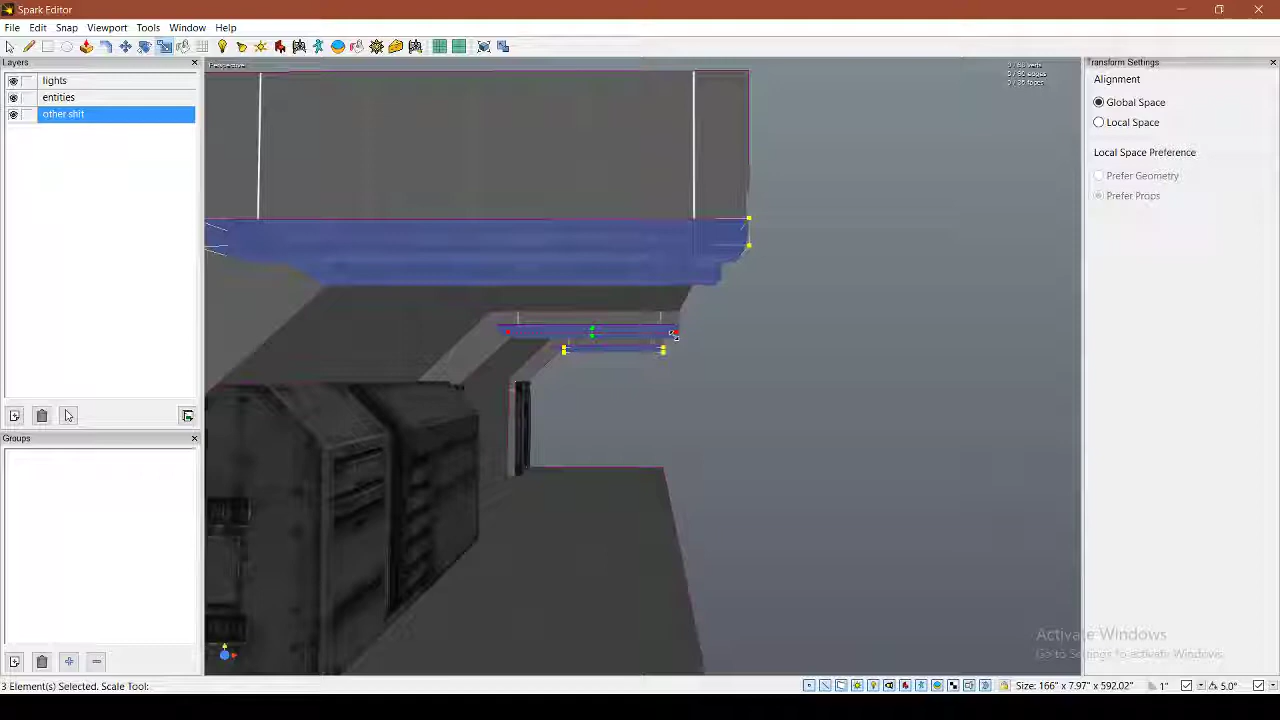 Spark Editor
File Edit Snap Viewport Tools Window Help
Layers
lights
entities
other shit
Groups
Perspective
Transform Settings
Alignment
Global Space
Local Space
Local Space Preference
Prefer Geometry
Prefer Props
Activate Windows
Go to Settings to activate Windows.
3 Element(s) Selected. Scale Tool:
Size: 166" x 7.97" x 592.02"
1"
5.0°